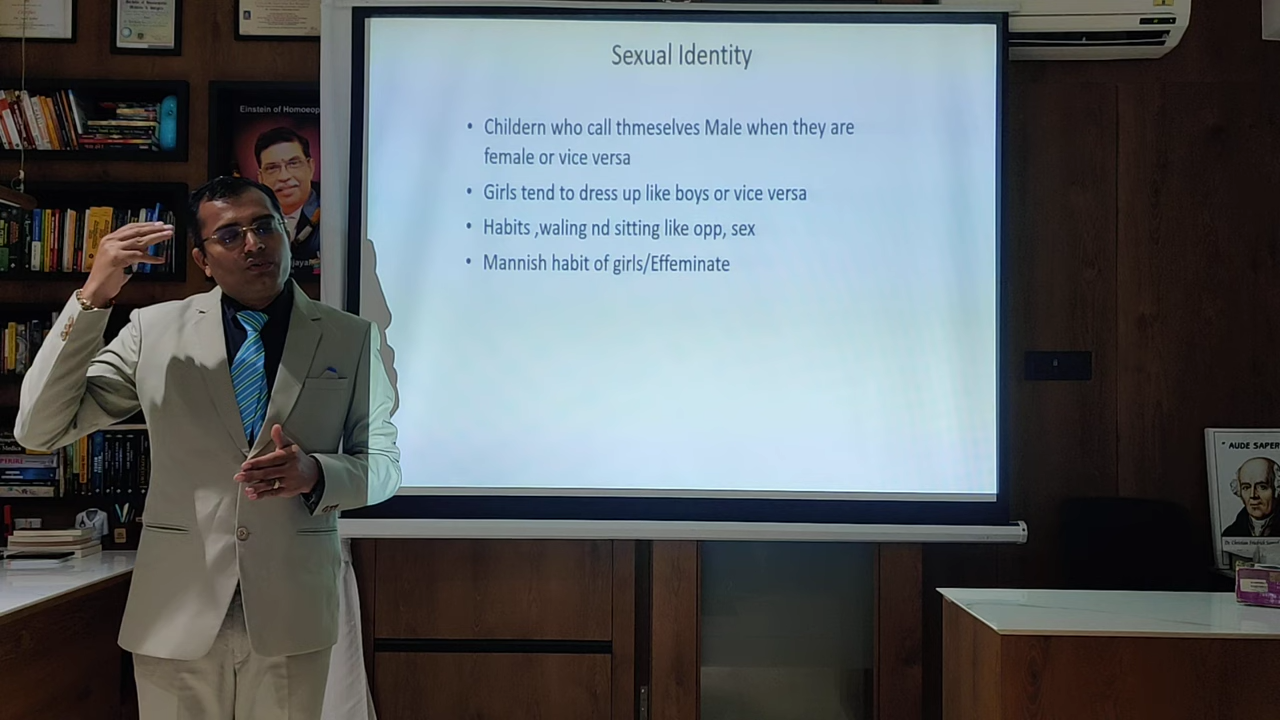 Sexual Identity
• Childern who call thmeselves Male when they are
female or vice versa
• Girls tend to dress up like boys or vice versa
• Habits ,waling nd sitting like opp, sex
• Mannish habit of girls/Effeminate
Einstein of Homoeop
" AUDE SAPER